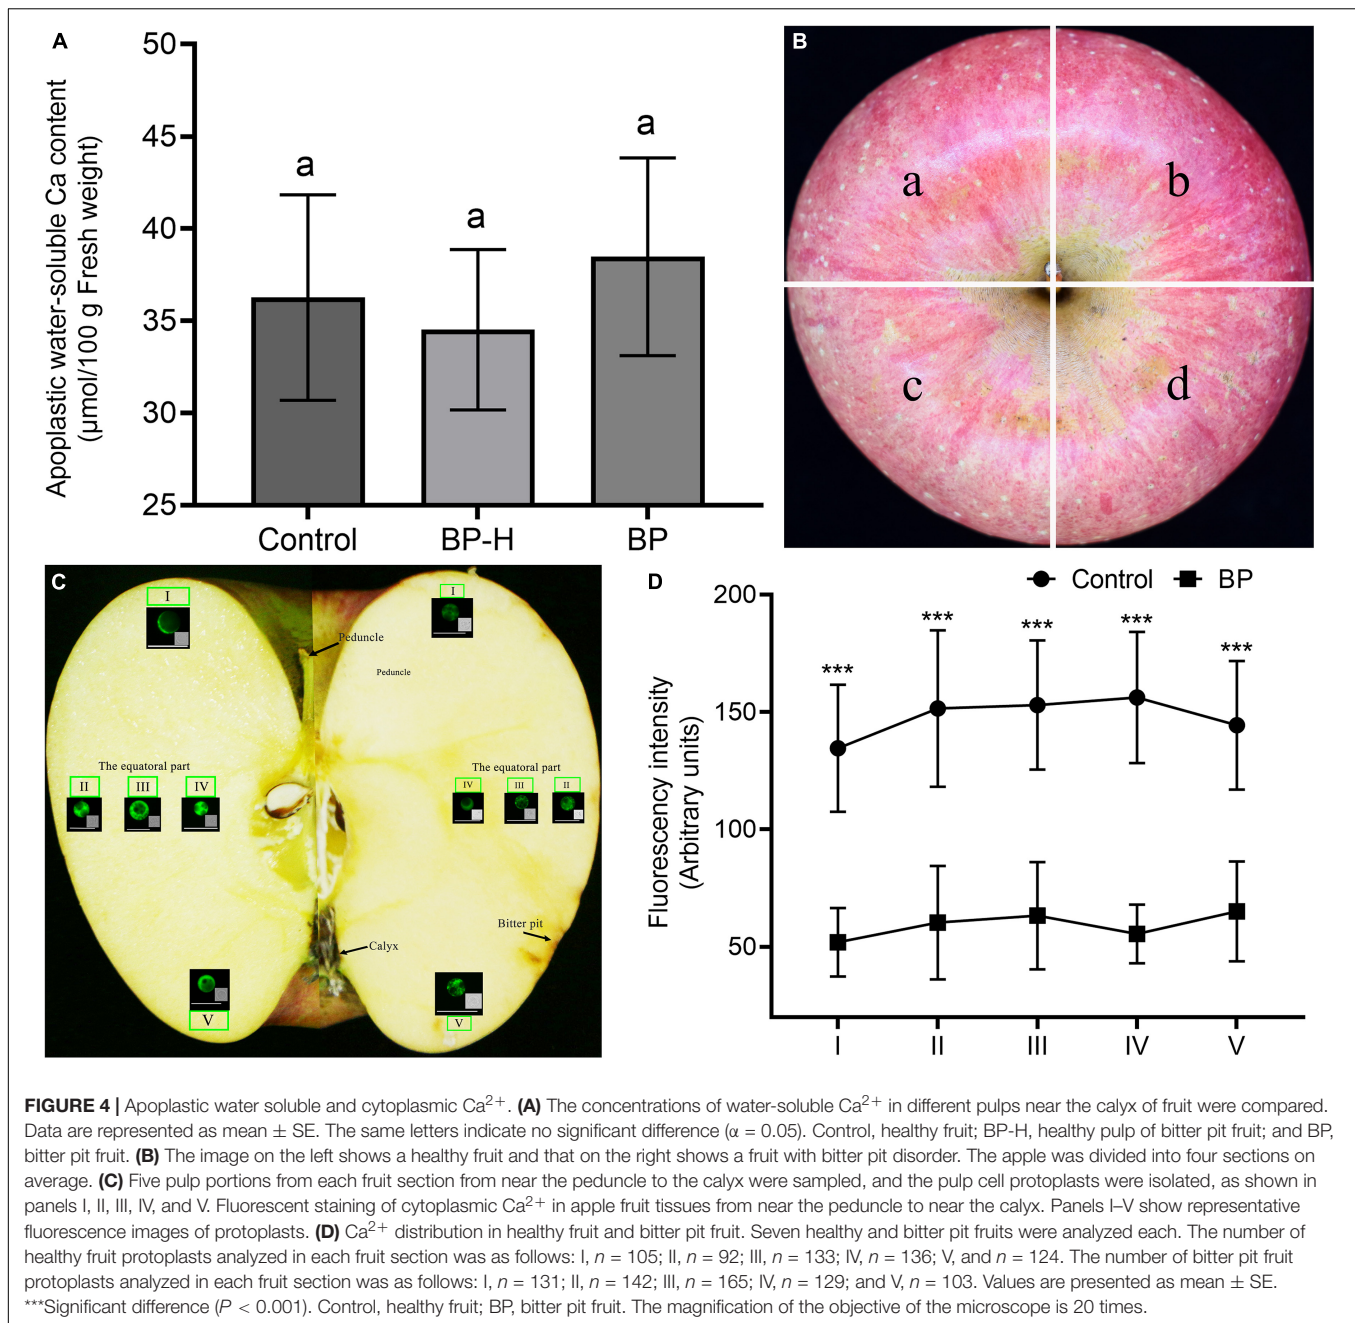 A
Apoplastic water-soluble Ca content
(µmol/100 g Fresh weight)
50
45
40
35
30
25
a
a
a
Control
BP-H
BP
B
a
b
c
d
C
I
I
Peduncle
Peduncle
The equatoral part
II
III
IV
The equatoral part
IV
III
II
Bitter pit
Calyx
V
V
D
Control
BP
Fluorescency intensity
(Arbitrary units)
200
150
100
50
***
***
***
***
***
I
II
III
IV
V
FIGURE 4 | Apoplastic water soluble and cytoplasmic Ca2+. (A) The concentrations of water-soluble Ca2+ in different pulps near the calyx of fruit were compared.
Data are represented as mean ± SE. The same letters indicate no significant difference (α = 0.05). Control, healthy fruit; BP-H, healthy pulp of bitter pit fruit; and BP,
bitter pit fruit. (B) The image on the left shows a healthy fruit and that on the right shows a fruit with bitter pit disorder. The apple was divided into four sections on
average. (C) Five pulp portions from each fruit section from near the peduncle to the calyx were sampled, and the pulp cell protoplasts were isolated, as shown in
panels I, II, III, IV, and V. Fluorescent staining of cytoplasmic Ca2+ in apple fruit tissues from near the peduncle to near the calyx. Panels I–V show representative
fluorescence images of protoplasts. (D) Ca2+ distribution in healthy fruit and bitter pit fruit. Seven healthy and bitter pit fruits were analyzed each. The number of
healthy fruit protoplasts analyzed in each fruit section was as follows: I, n = 105; II, n = 92; III, n = 133; IV, n = 136; V, and n = 124. The number of bitter pit fruit
protoplasts analyzed in each fruit section was as follows: I, n = 131; II, n = 142; III, n = 165; IV, n = 129; and V, n = 103. Values are presented as mean ± SE.
***Significant difference (P < 0.001). Control, healthy fruit; BP, bitter pit fruit. The magnification of the objective of the microscope is 20 times.